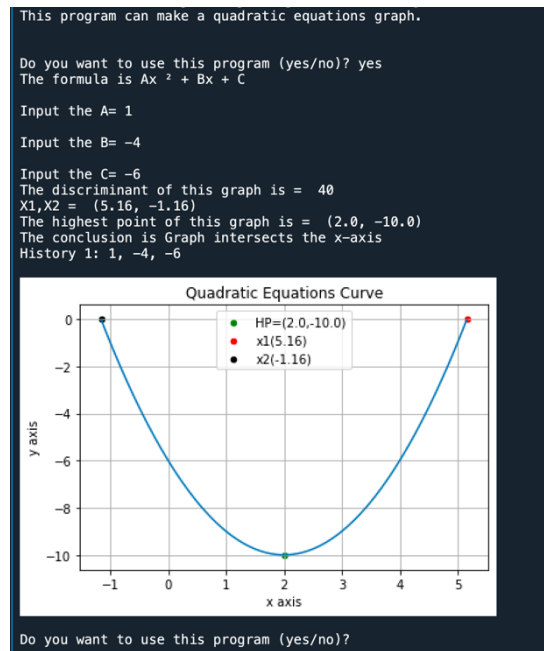 This program can make a quadratic equations graph.
Do you want to use this program (yes/no)? yes
The formula is Ax ² + Bx + C
Input the A= 1
Input the B= -4
Input the C= -6
The discriminant of this graph is =  40
X1,X2 =  (5.16, -1.16)
The highest point of this graph is =  (2.0, -10.0)
The conclusion is Graph intersects the x-axis
History 1: 1, -4, -6
Quadratic Equations Curve
HP=(2.0,-10.0)
x1(5.16)
x2(-1.16)
0
−2
−4
−6
−8
−10
y axis
−1 0 1 2 3 4 5
x axis
Do you want to use this program (yes/no)?